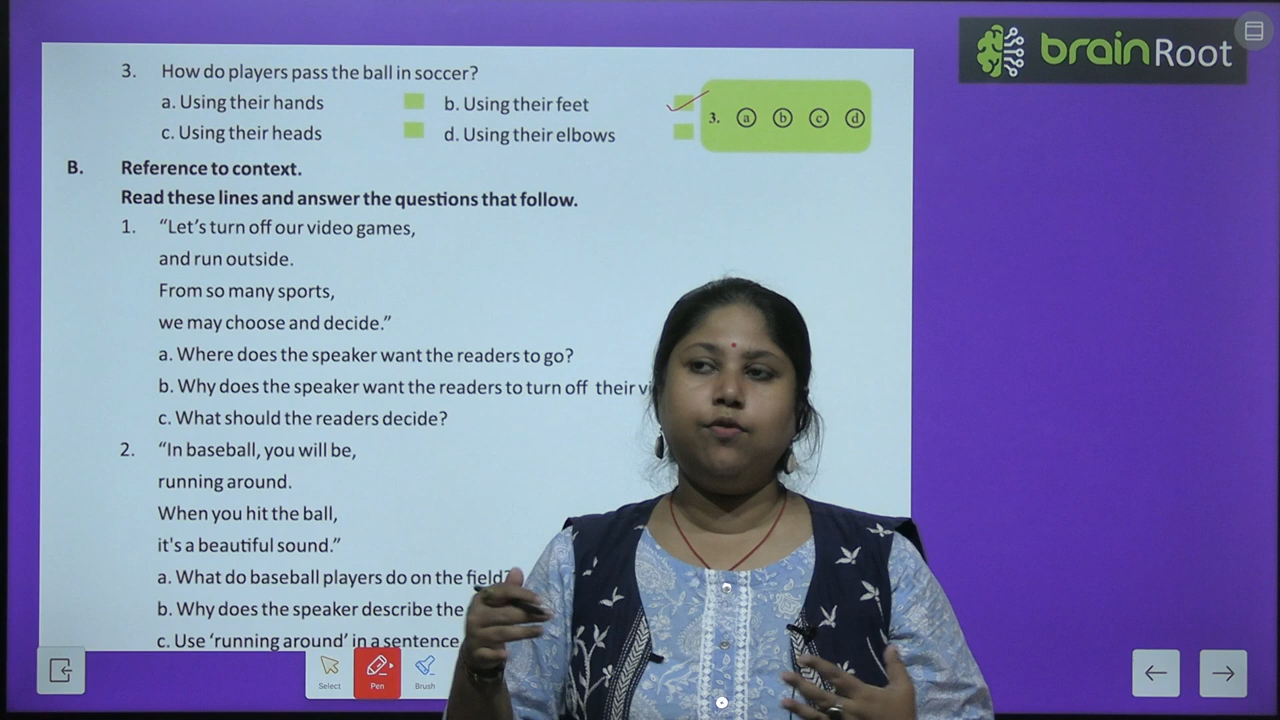 brainRoot
3. How do players pass the ball in soccer?
a. Using their hands b. Using their feet
c. Using their heads d. Using their elbows
3. a b c d
B. Reference to context.
Read these lines and answer the questions that follow.
1. “Let’s turn off our video games,
and run outside.
From so many sports,
we may choose and decide.”
a. Where does the speaker want the readers to go?
b. Why does the speaker want the readers to turn off their
c. What should the readers decide?
2. “In baseball, you will be,
running around.
When you hit the ball,
it's a beautiful sound.”
a. What do baseball players do on the field?
b. Why does the speaker describe the
c. Use ‘running around’ in a sentence
Select Pen Brush